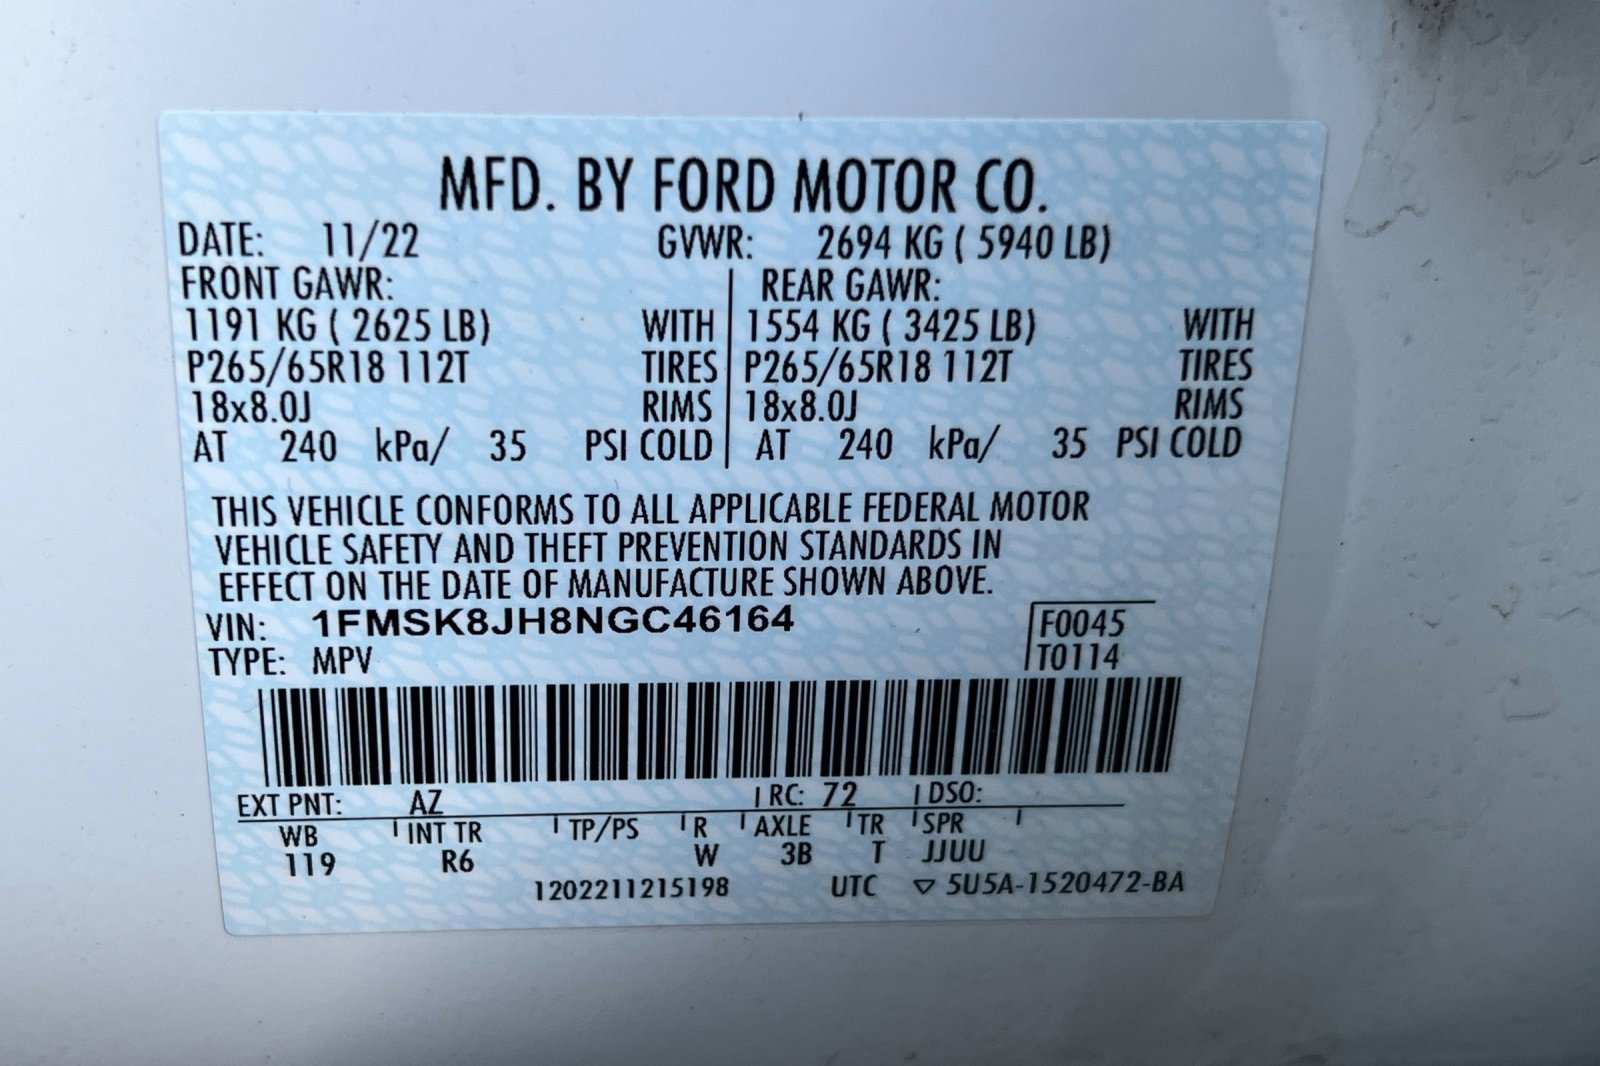 MFD. BY FORD MOTOR CO.
DATE: 11/22 GVWR: 2694 KG ( 5940 LB)
FRONT GAWR: REAR GAWR:
1191 KG ( 2625 LB) WITH 1554 KG ( 3425 LB) WITH
P265/65R18 112T TIRES P265/65R18 112T TIRES
18x8.0J RIMS 18x8.0J RIMS
AT 240 kPa/ 35 PSI COLD AT 240 kPa/ 35 PSI COLD
THIS VEHICLE CONFORMS TO ALL APPLICABLE FEDERAL MOTOR
VEHICLE SAFETY AND THEFT PREVENTION STANDARDS IN
EFFECT ON THE DATE OF MANUFACTURE SHOWN ABOVE.
VIN: 1FMSK8JH8NGC46164 F0045
TYPE: MPV T0114
EXT PNT: AZ RC: 72 DSO:
WB INT TR TP/PS R AXLE TR SPR
119 R6 W 3B T JJUU
1202211215198 UTC ▽ 5U5A-1520472-BA